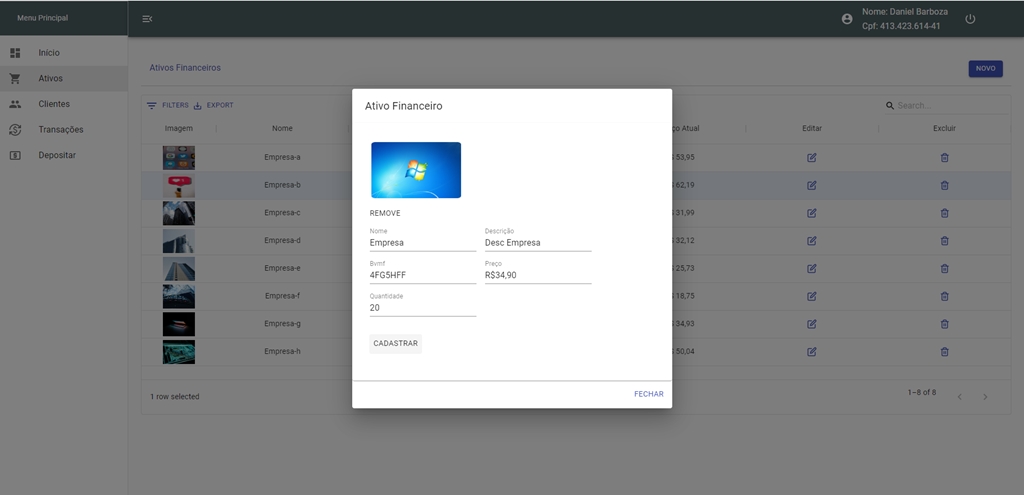 Menu Principal
Nome: Daniel Barboza
Cpf: 413.423.614-41
Início
Ativos
Clientes
Transações
Depositar
Ativos Financeiros
NOVO
FILTERS
EXPORT
Search...
Imagem
Nome
ço Atual
Editar
Excluir
Empresa-a
53,95
Empresa-b
62,19
Empresa-c
31,99
Empresa-d
32,12
Empresa-e
25,73
Empresa-f
18,75
Empresa-g
34,93
Empresa-h
50,04
1 row selected
1–8 of 8
Ativo Financeiro
REMOVE
Nome
Descrição
Empresa
Desc Empresa
Bvmf
Preço
4FG5HFF
R$34,90
Quantidade
20
CADASTRAR
FECHAR